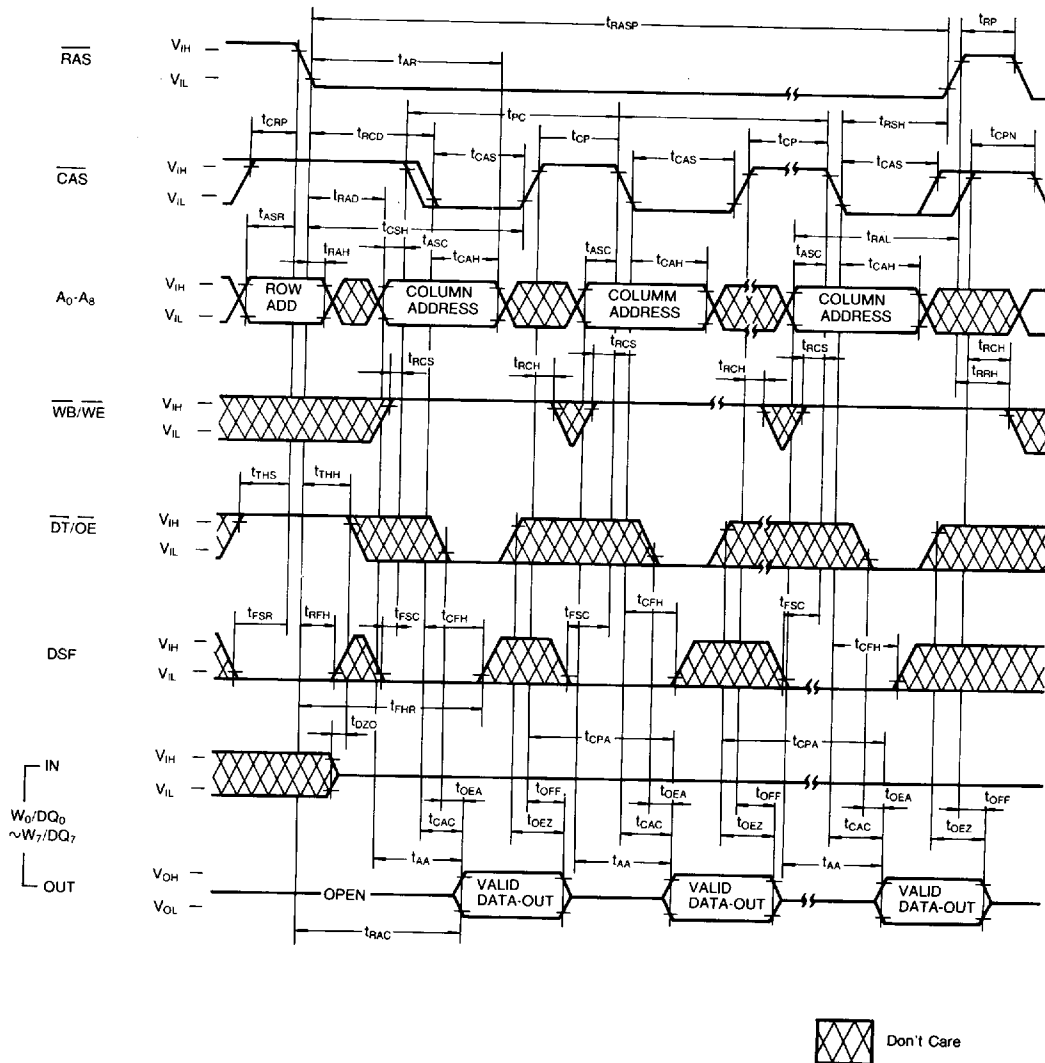 tRASP tRP
RAS VIH
VIL
tAR
tPC
tCRP tRCD tCP tCP tRSH tCPN
CAS VIH
VIL
tCAS tCAS tCAS
tASR tRAD tCSH tRAL
tRAH tASC tCAH tASC tCAH tASC tCAH
A0-A8 VIH
VIL
ROW ADD
COLUMN ADDRESS
COLUMM ADDRESS
COLUMN ADDRESS
tRCS tRCH tRCS tRCH tRCS tRCH
tRRH
WB/WE VIH
VIL
tTHS tTHH
DT/OE VIH
VIL
tFSR tRFH tFSC tCFH tFSC tCFH tFSC tCFH
DSF VIH
VIL
tFHR
tDZO tCPA tCPA
IN VIH
VIL
W0/DQ0
~W7/DQ7
tOEA tOFF tOEA tOFF tOEA tOFF
tCAC tOEZ tCAC tOEZ tCAC tOEZ
tAA tAA tAA
OUT VOH
VOL
OPEN
VALID DATA-OUT
VALID DATA-OUT
VALID DATA-OUT
tRAC
Don't Care